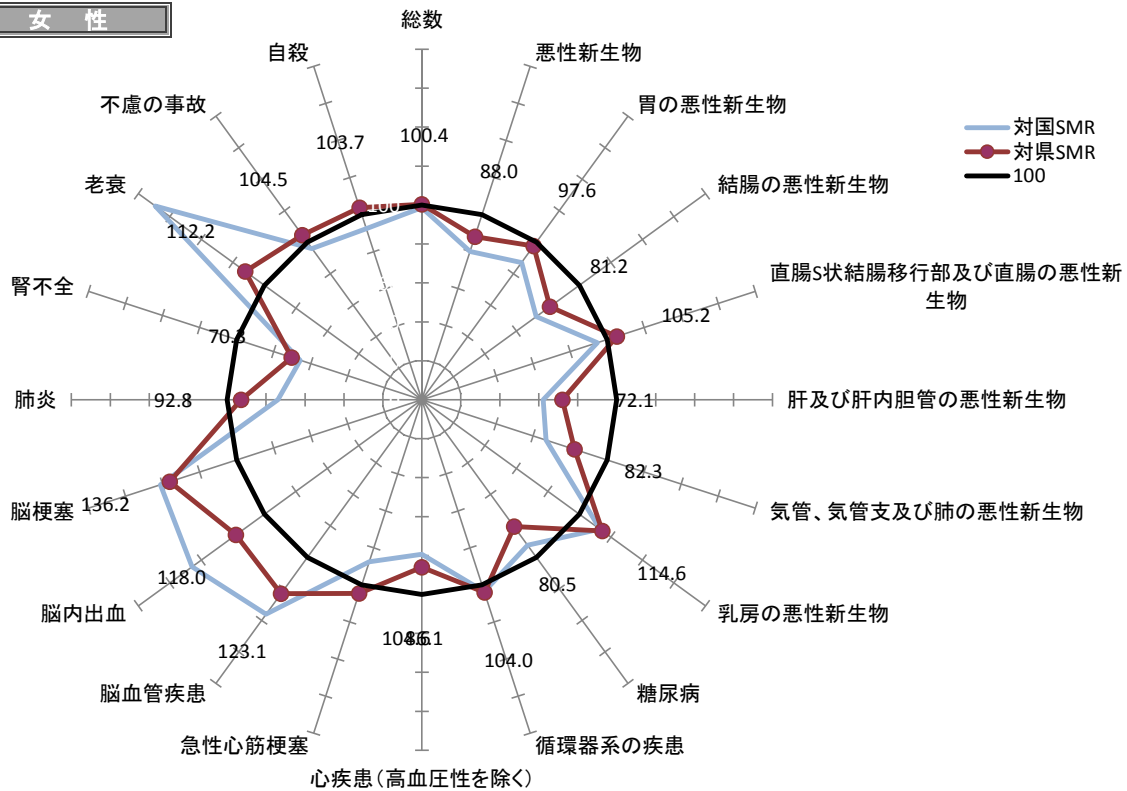 女 性
総数
自殺
悪性新生物
不慮の事故
胃の悪性新生物
対国SMR
対県SMR
100
103.7
100.4
88.0
老衰
104.5
97.6
結腸の悪性新生物
100
112.2
81.2
直腸S状結腸移行部及び直腸の悪性新
生物
腎不全
70.3
105.2
肺炎
92.8
72.1
肝及び肝内胆管の悪性新生物
82.3
脳梗塞
136.2
気管、気管支及び肺の悪性新生物
118.0
80.5
114.6
脳内出血
乳房の悪性新生物
123.1
104.0
脳血管疾患
糖尿病
急性心筋梗塞
循環器系の疾患
心疾患(高血圧性を除く)